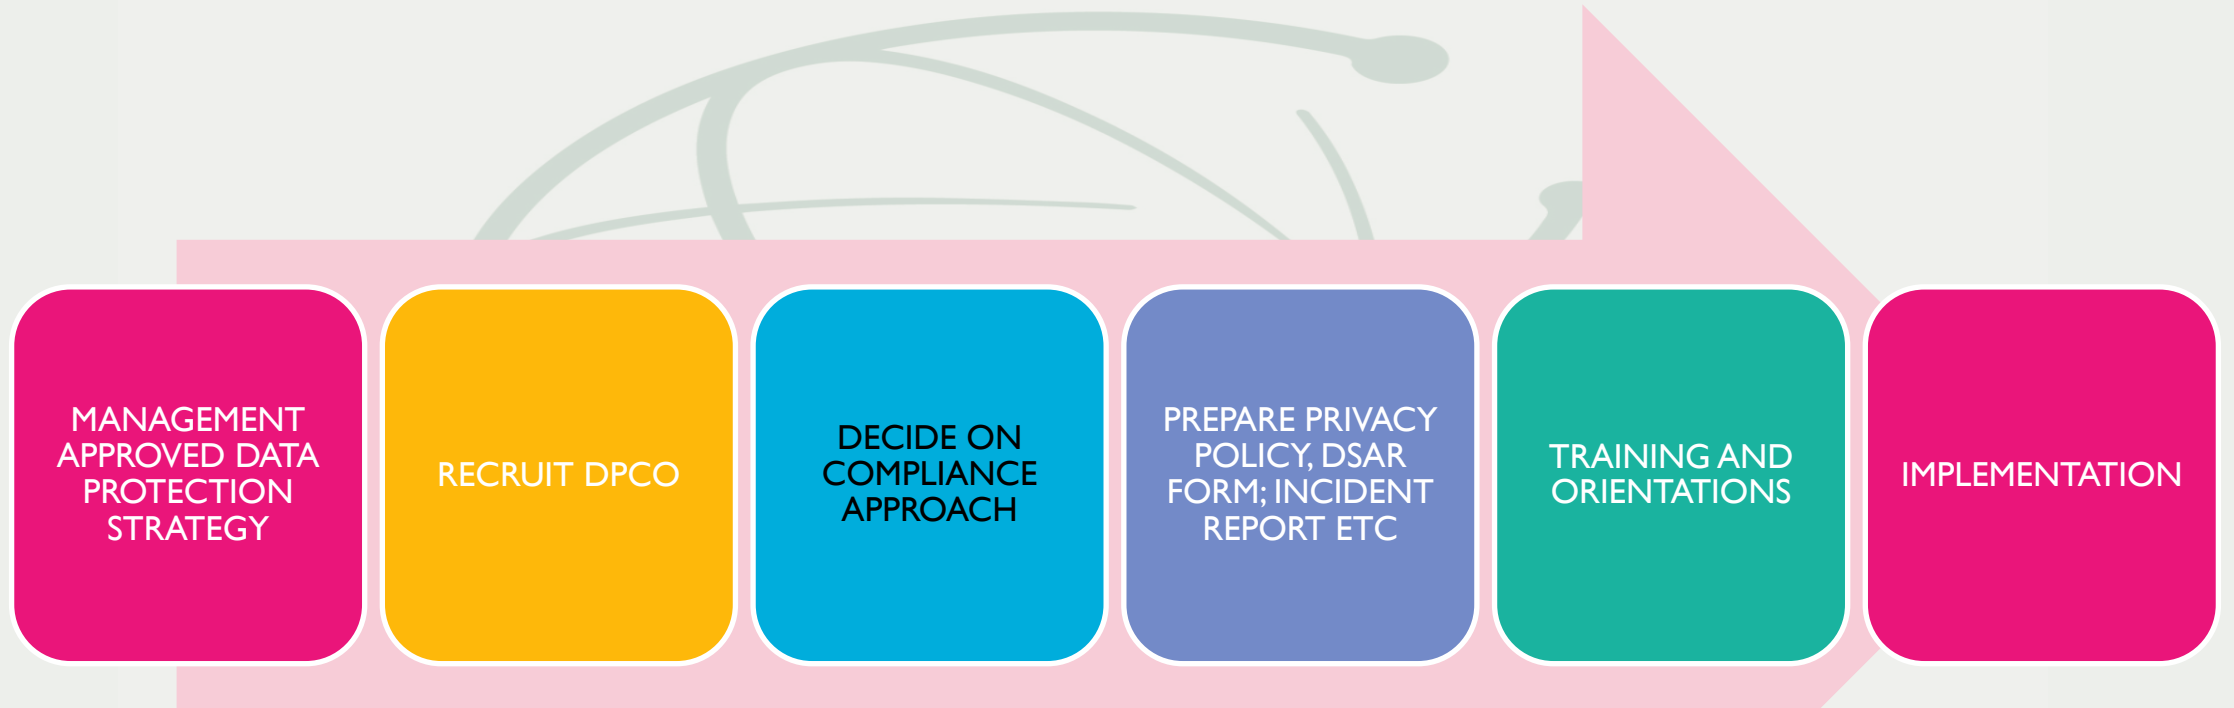 MANAGEMENT
APPROVED DATA
PROTECTION
STRATEGY
RECRUIT DPCO
DECIDE ON
COMPLIANCE
APPROACH
PREPARE PRIVACY
POLICY, DSAR
FORM; INCIDENT
REPORT ETC
TRAINING AND
ORIENTATIONS
IMPLEMENTATION